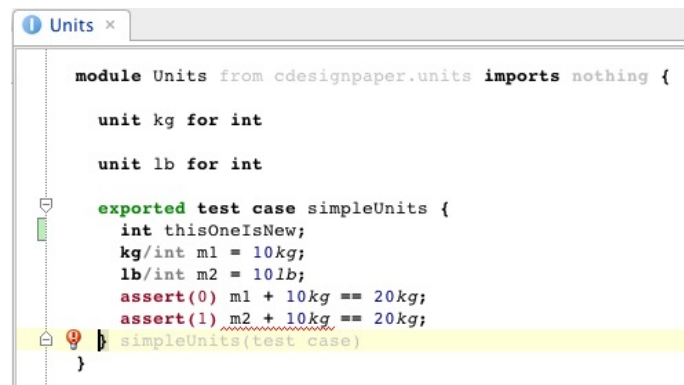 Units ×
module Units from cdesignpaper.units imports nothing {
unit kg for int
unit lb for int
exported test case simpleUnits {
int thisOneIsNew;
kg/int m1 = 10kg;
lb/int m2 = 10lb;
assert(0) m1 + 10kg == 20kg;
assert(1) m2 + 10kg == 20kg;
} simpleUnits(test case)
}